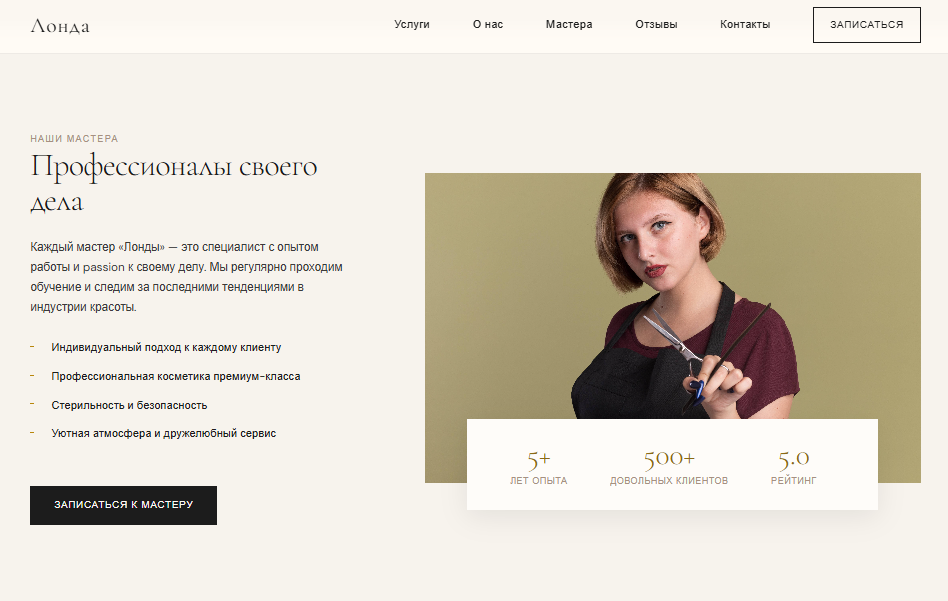 Лонда
Услуги
О нас
Мастера
Отзывы
Контакты
ЗАПИСАТЬСЯ
НАШИ МАСТЕРА
Профессионалы своего
дела
Каждый мастер «Лонды» — это специалист с опытом
работы и passion к своему делу. Мы регулярно проходим
обучение и следим за последними тенденциями в
индустрии красоты.
- Индивидуальный подход к каждому клиенту
- Профессиональная косметика премиум-класса
- Стерильность и безопасность
- Уютная атмосфера и дружелюбный сервис
ЗАПИСАТЬСЯ К МАСТЕРУ
5+
ЛЕТ ОПЫТА
500+
ДОВОЛЬНЫХ КЛИЕНТОВ
5.0
РЕЙТИНГ